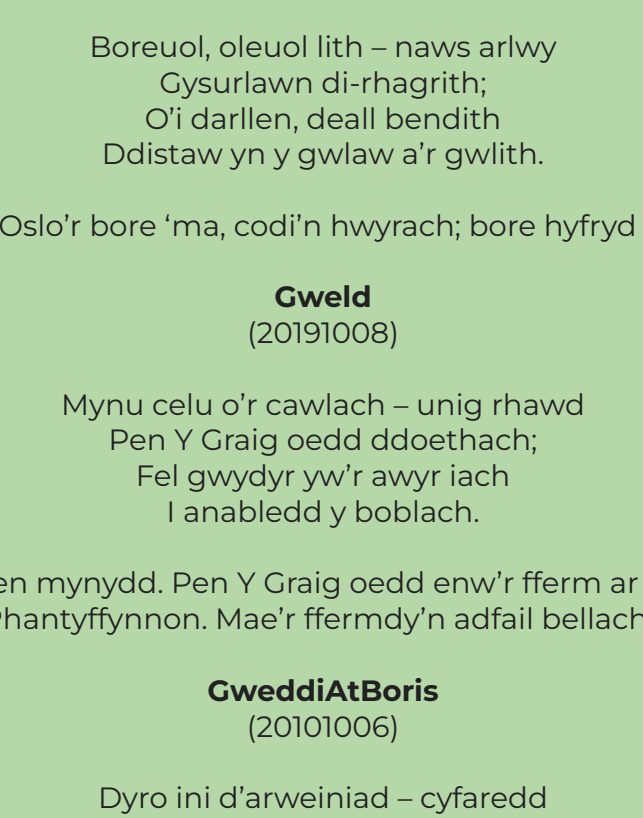 Boreuol, oleuol lith – naws arlwy
Gysurlawn di-rhagrith;
O’i darllen, deall bendith
Ddistaw yn y gwlaw a’r gwlith.
Oslo’r bore ‘ma, codi’n hwyrach; bore hyfryd
Gweld
(20191008)
Mynu celu o’r cawlach – unig rhawd
Pen Y Graig oedd ddoethach;
Fel gwydyr yw’r awyr iach
I anabledd y boblach.
en mynydd. Pen Y Graig oedd enw’r fferm ar
hantyffynnon. Mae’r ffermdy’n adfail bellach
GweddiAtBoris
(20101006)
Dyro ini d’arweiniad – cyfaredd